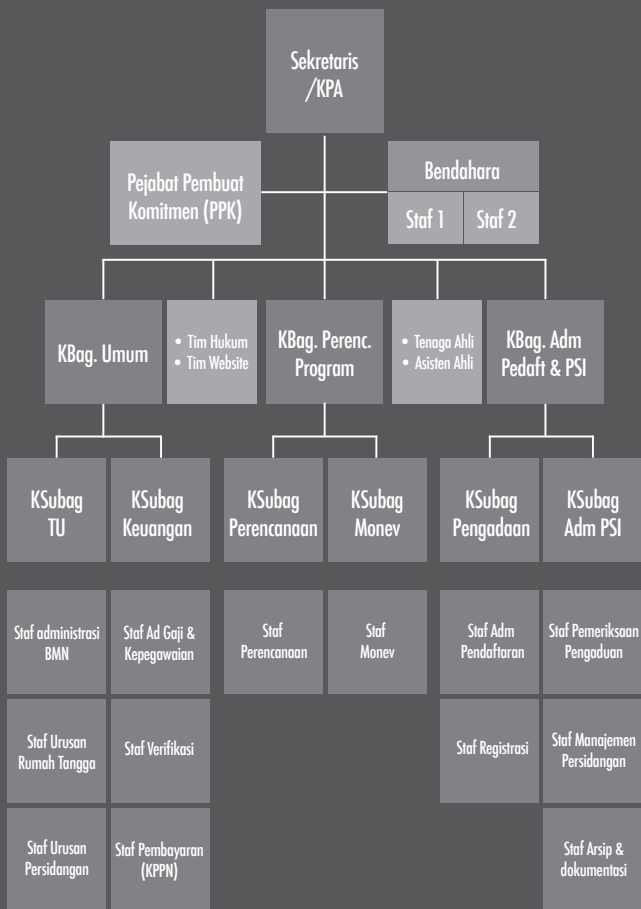 Sekretaris
/KPA
Pejabat Pembuat
Komitmen (PPK)
Bendahara
Staf 1
Staf 2
KBag. Umum
• Tim Hukum
• Tim Website
KBag. Perenc.
Program
• Tenaga Ahli
• Asisten Ahli
KBag. Adm
Pedaft & PSI
KSubag
TU
KSubag
Keuangan
KSubag
Perencanaan
KSubag
Monev
KSubag
Pengadaan
KSubag
Adm PSI
Staf administrasi
BMN
Staf Ad Gaji &
Kepegawaian
Staf
Perencanaan
Staf
Monev
Staf Adm
Pendaftaran
Staf Pemeriksaan
Pengaduan
Staf Urusan
Rumah Tangga
Staf Verifikasi
Staf Registrasi
Staf Manajemen
Persidangan
Staf Urusan
Persidangan
Staf Pembayaran
(KPPN)
Staf Arsip &
dokumentasi